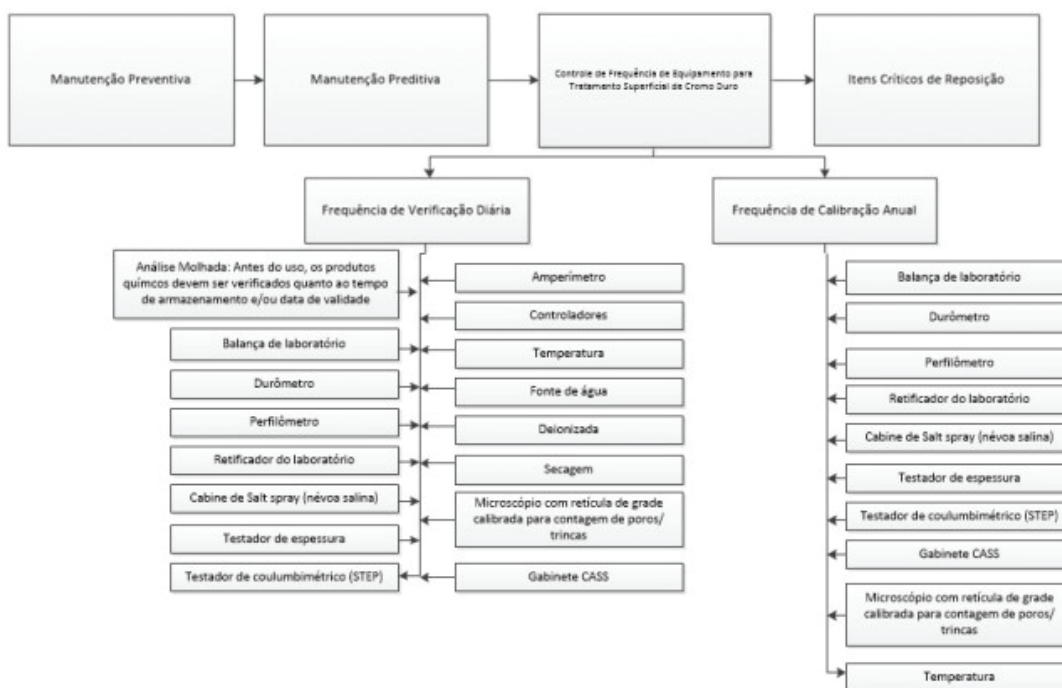 Manutenção Preventiva
Manutenção Preditiva
Controle de Frequência de Equipamento para
Tratamento Superficial de Cromo Duro
Itens Críticos de Reposição
Frequência de Verificação Diária
Análise Molhada: Antes do uso, os produtos
químcos devem ser verificados quanto ao tempo
de armazenamento e/ou data de validade
Balança de laboratório
Durômetro
Perfilômetro
Retificador do laboratório
Cabine de Salt spray (névoa salina)
Testador de espessura
Testador de coulumbimétrico (STEP)
Amperímetro
Controladores
Temperatura
Fonte de água
Deionizada
Secagem
Microscópio com retícula de grade
calibrada para contagem de poros/
trincas
Gabinete CASS
Frequência de Calibração Anual
Balança de laboratório
Durômetro
Perfilômetro
Retificador do laboratório
Cabine de Salt spray (névoa salina)
Testador de espessura
Testador de coulumbimétrico (STEP)
Gabinete CASS
Microscópio com retícula de grade
calibrada para contagem de poros/
trincas
Temperatura